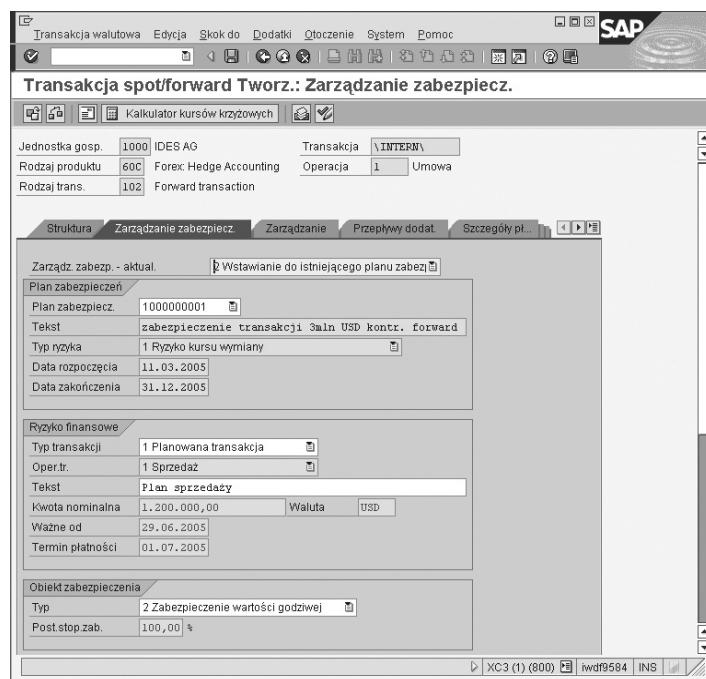 Transakcja walutowa Edycja Skok do Dodatki Otoczenie System Pomoc
SAP
Transakcja spot/forward Tworz.: Zarządzanie zabezpiecz.
Kalkulator kursów krzyżowych
Jednostka gosp. 1000 IDES AG Transakcja \INTERN\
Rodzaj produktu 60C Forex: Hedge Accounting Operacja 1 Umowa
Rodzaj trans. 102 Forward transaction
Struktura Zarządzanie zabezpiecz. Zarządzanie Przepływy dodat. Szczegóły pł...
Zarządz. zabezp. - aktual. 2 Wstawianie do istniejącego planu zabezp
Plan zabezpieczeń
Plan zabezpiecz. 1000000001
Tekst zabezpieczenie transakcji 3mln USD kontr. forward
Typ ryzyka 1 Ryzyko kursu wymiany
Data rozpoczęcia 11.03.2005
Data zakończenia 31.12.2005
Ryzyko finansowe
Typ transakcji 1 Planowana transakcja
Oper.tr. 1 Sprzedaż
Tekst Plan sprzedaży
Kwota nominalna 1.200.000,00 Waluta USD
Ważne od 29.06.2005
Termin płatności 01.07.2005
Obiekt zabezpieczenia
Typ 2 Zabezpieczenie wartości godziwej
Post.stop.zab. 100,00 %
XC3 (1) (800) iwdf9584 INS